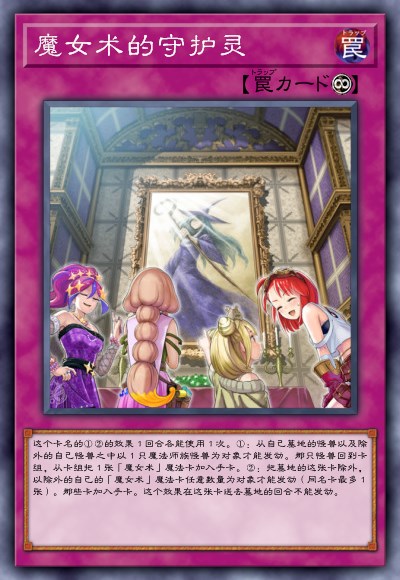 魔女术的守护灵
トラップ
罠
トラップ
【罠カード】
这个卡名的①②的效果1回合各能使用1次。①：从自己墓地的怪兽以及除
外的自己怪兽之中以1只魔法师族怪兽为对象才能发动。那只怪兽回到卡
组，从卡组把1张「魔女术」魔法卡加入手卡。②：把墓地的这张卡除外，
以除外的自己的「魔女术」魔法卡任意数量为对象才能发动（同名卡最多1
张）。那些卡加入手卡。这个效果在这张卡送去墓地的回合不能发动。